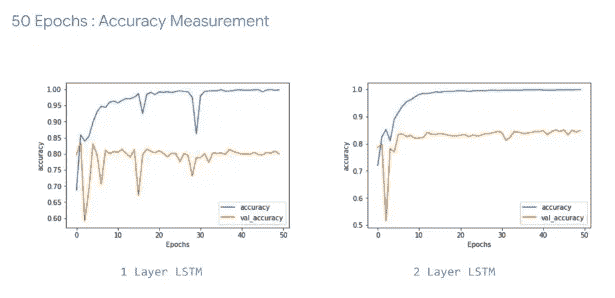 50 Epochs : Accuracy Measurement
1.00
0.95
0.90
0.85
0.80
0.75
0.70
0.65
0.60
accuracy
0 10 20 30 40 50
Epochs
accuracy
val_accuracy
1 Layer LSTM
1.0
0.9
0.8
0.7
0.6
0.5
accuracy
0 10 20 30 40 50
Epochs
accuracy
val_accuracy
2 Layer LSTM